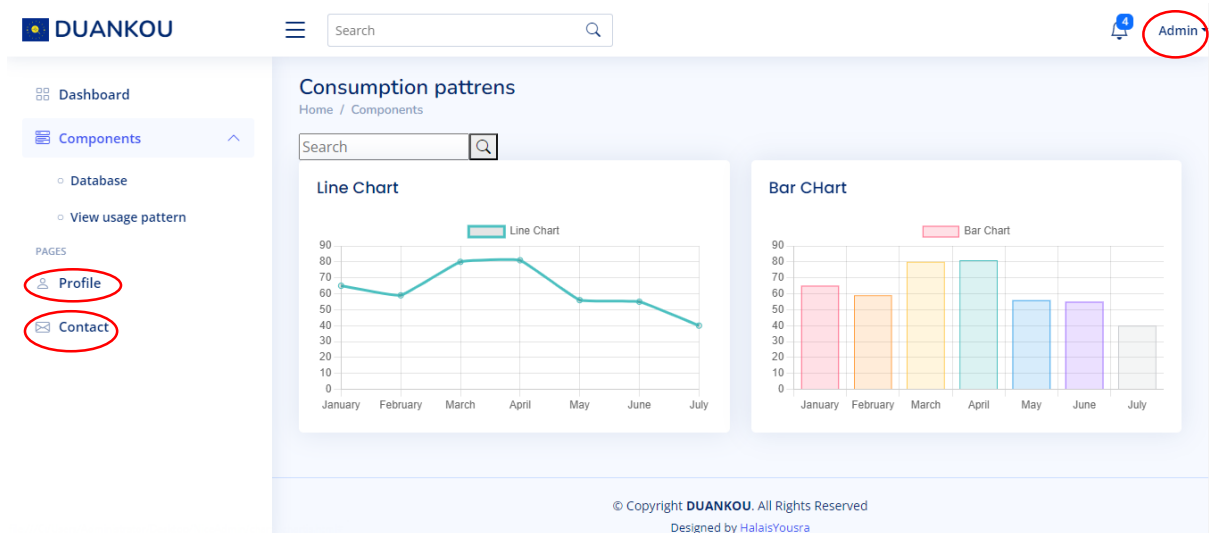 DUANKOU
Search
4
Admin
Dashboard
Components
Database
View usage pattern
PAGES
Profile
Contact
Consumption pattrens
Home / Components
Search
Line Chart
Line Chart
90
80
70
60
50
40
30
20
10
0
January February March April May June July
Bar CHart
Bar Chart
90
80
70
60
50
40
30
20
10
0
January February March April May June July
© Copyright DUANKOU. All Rights Reserved
Designed by HalaisYousra